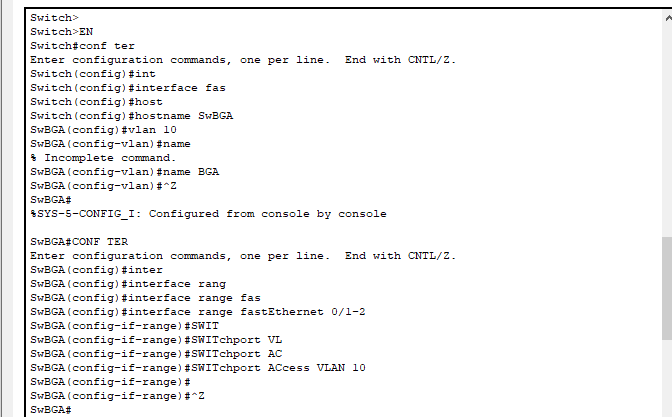 Switch>
Switch>EN
Switch#conf ter
Enter configuration commands, one per line.  End with CNTL/Z.
Switch(config)#int
Switch(config)#interface fas
Switch(config)#host
Switch(config)#hostname SwBGA
SwBGA(config)#vlan 10
SwBGA(config-vlan)#name
% Incomplete command.
SwBGA(config-vlan)#name BGA
SwBGA(config-vlan)#^Z
SwBGA#
%SYS-5-CONFIG_I: Configured from console by console

SwBGA#CONF TER
Enter configuration commands, one per line.  End with CNTL/Z.
SwBGA(config)#inter
SwBGA(config)#interface rang
SwBGA(config)#interface range fas
SwBGA(config)#interface range fastEthernet 0/1-2
SwBGA(config-if-range)#SWIT
SwBGA(config-if-range)#SWITchport VL
SwBGA(config-if-range)#SWITchport AC
SwBGA(config-if-range)#SWITchport ACcess VLAN 10
SwBGA(config-if-range)#
SwBGA(config-if-range)#^Z
SwBGA#